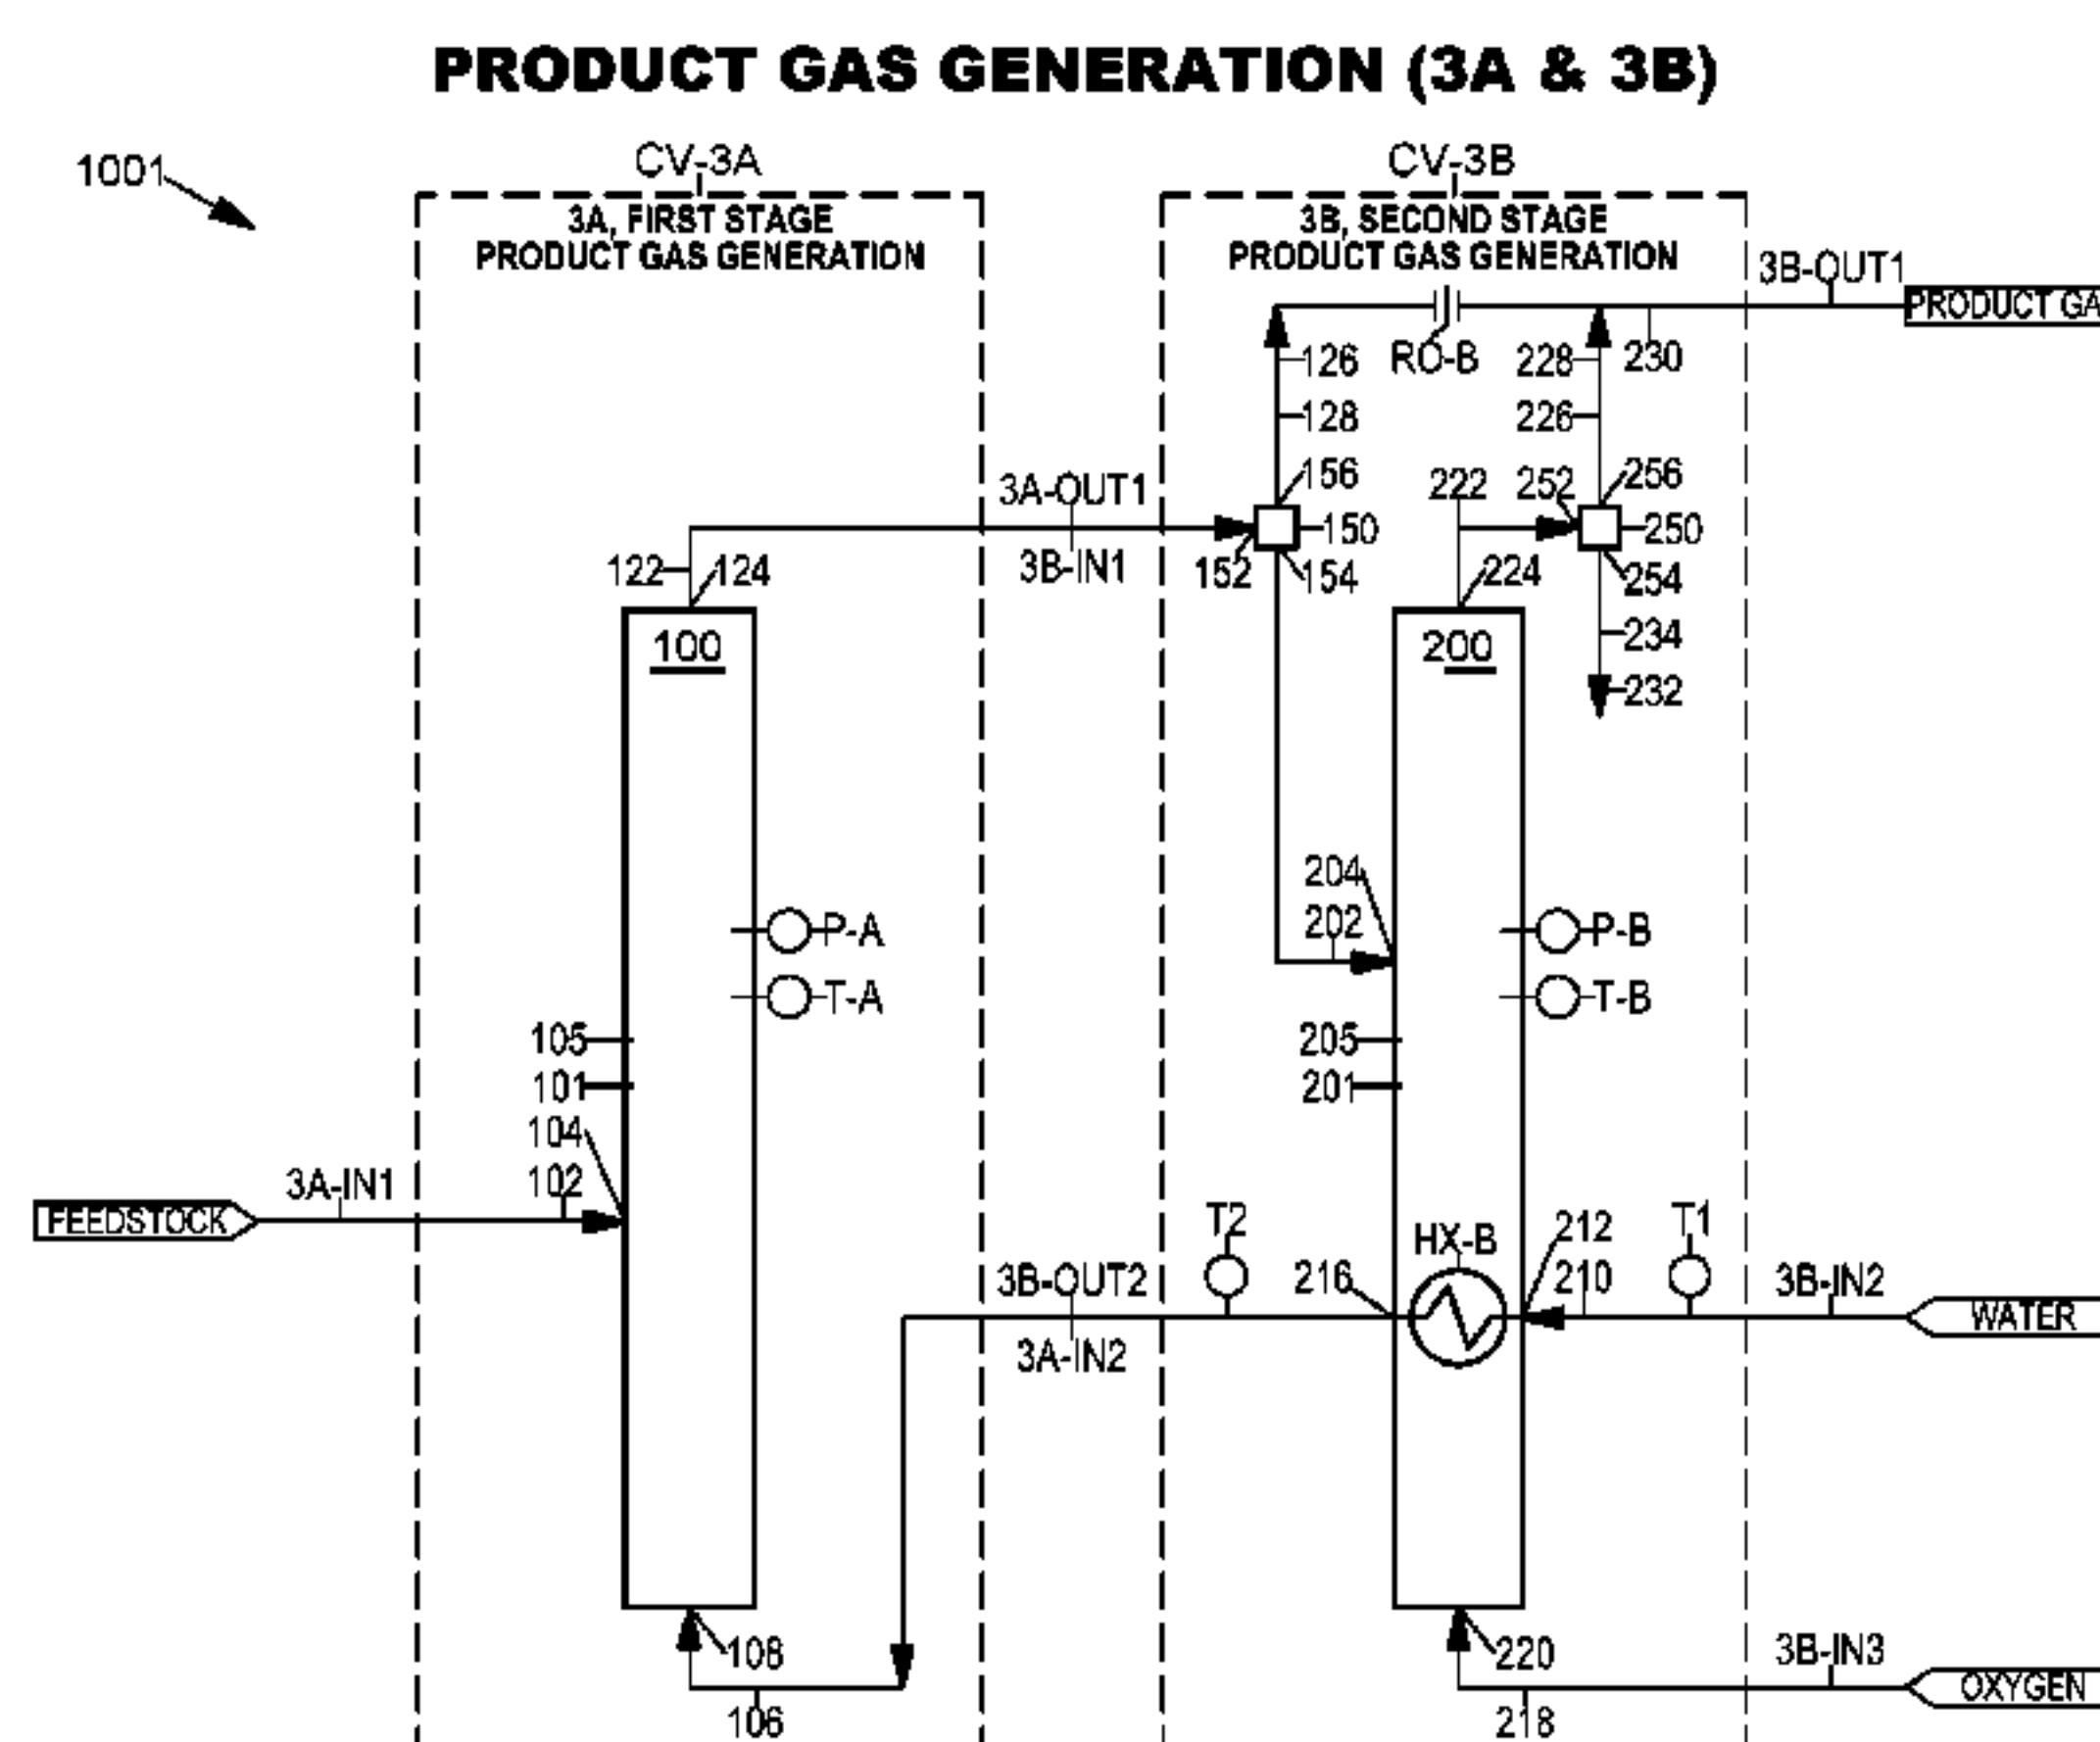 PRODUCT GAS GENERATION (3A & 3B)
1001
CV-3A
CV-3B
3A, FIRST STAGE
PRODUCT GAS GENERATION
3B, SECOND STAGE
PRODUCT GAS GENERATION
3B-OUT1
PRODUCT GA
126
RO-B
228
230
128
226
3A-OUT1
156
222
252
256
150
250
3B-IN1
122
124
152
154
224
254
100
200
234
232
204
202
P-A
P-B
T-A
T-B
105
205
101
201
104
102
3A-IN1
FEEDSTOCK
T2
HX-B
212
T1
3B-OUT2
216
210
3B-IN2
WATER
3A-IN2
108
220
3B-IN3
OXYGEN
106
218